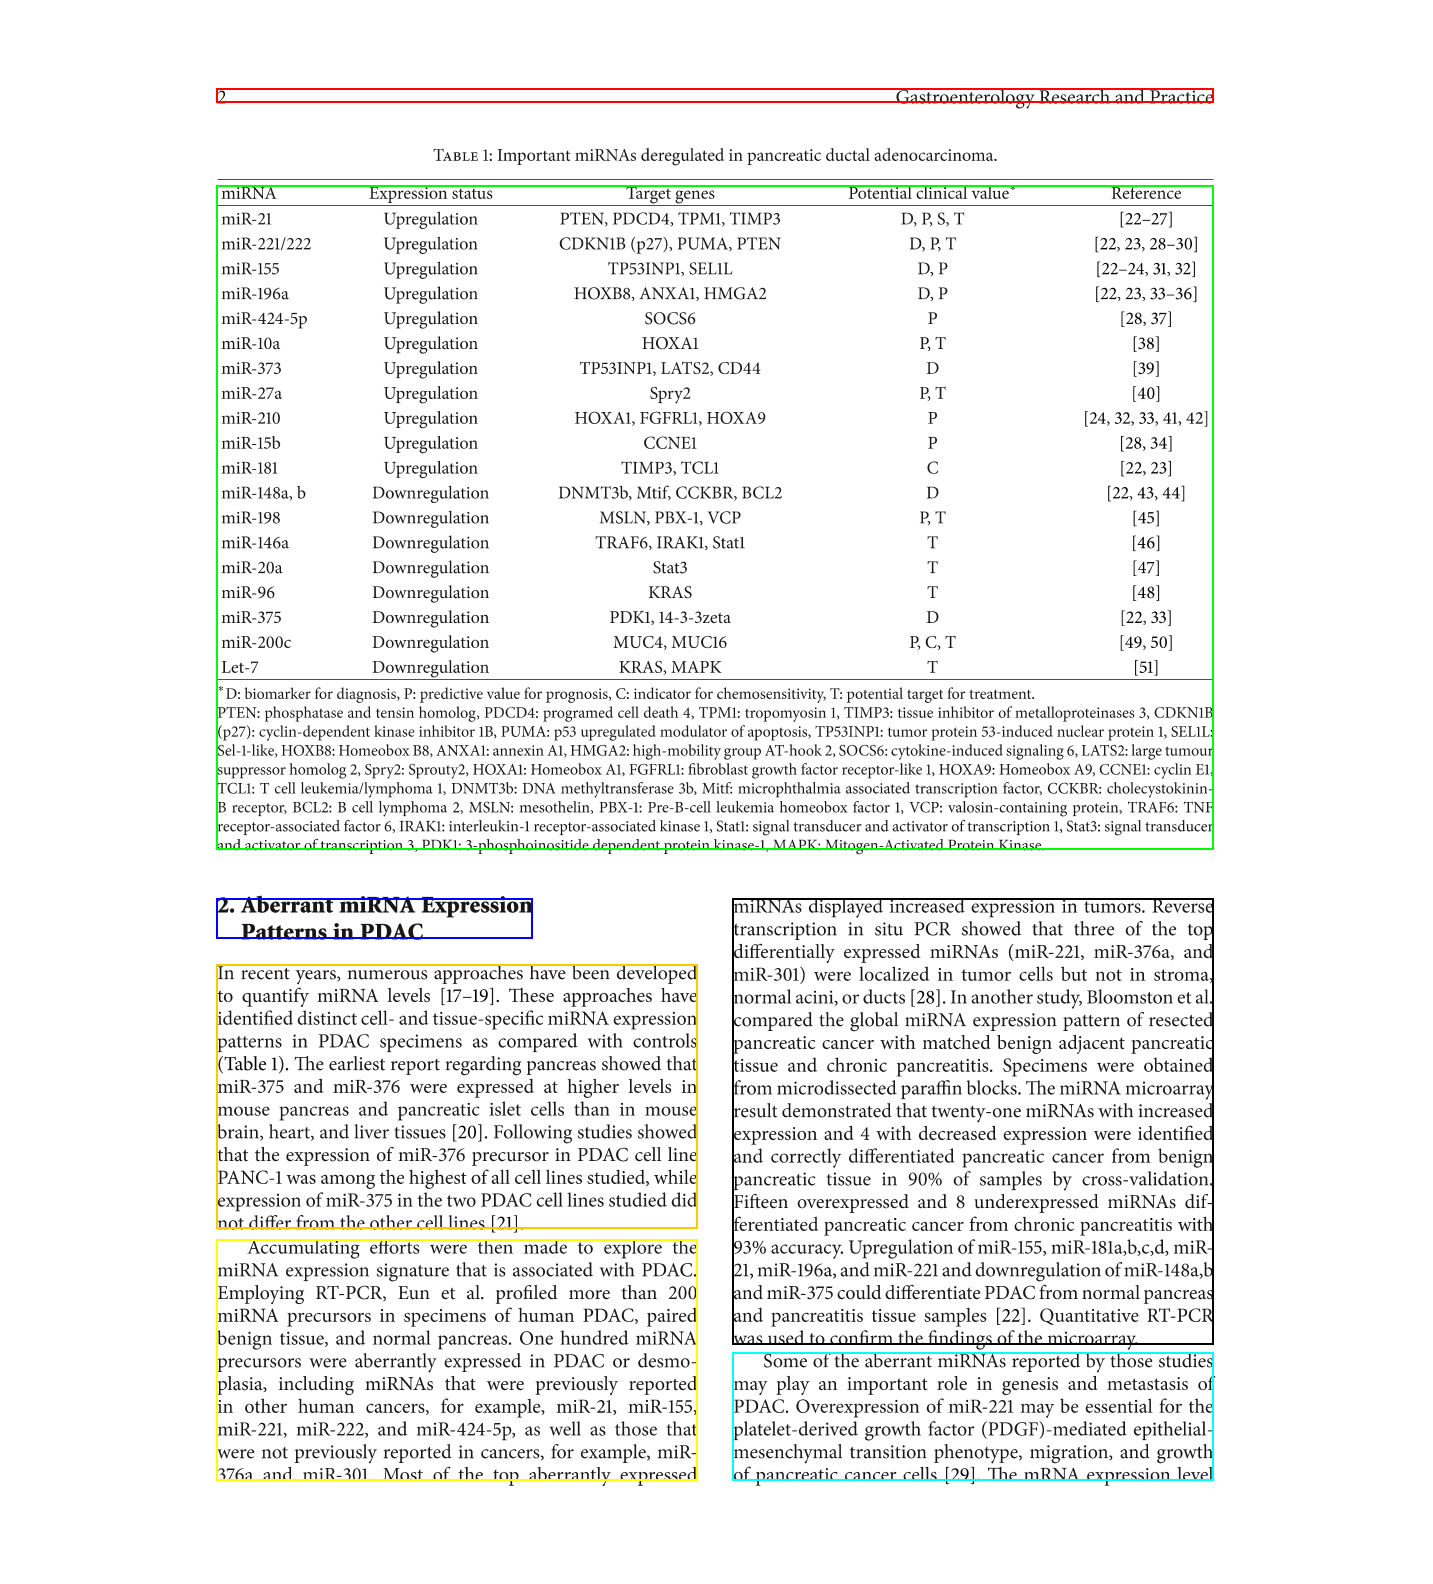 2 Gastroenterology Research and Practice
Table 1: Important miRNAs deregulated in pancreatic ductal adenocarcinoma.
miRNA Expression status Target genes Potential clinical value* Reference
miR-21 Upregulation PTEN, PDCD4, TPM1, TIMP3 D, P, S, T [22–27]
miR-221/222 Upregulation CDKN1B (p27), PUMA, PTEN D, P, T [22, 23, 28–30]
miR-155 Upregulation TP53INP1, SEL1L D, P [22–24, 31, 32]
miR-196a Upregulation HOXB8, ANXA1, HMGA2 D, P [22, 23, 33–36]
miR-424-5p Upregulation SOCS6 P [28, 37]
miR-10a Upregulation HOXA1 P, T [38]
miR-373 Upregulation TP53INP1, LATS2, CD44 D [39]
miR-27a Upregulation Spry2 P, T [40]
miR-210 Upregulation HOXA1, FGFRL1, HOXA9 P [24, 32, 33, 41, 42]
miR-15b Upregulation CCNE1 P [28, 34]
miR-181 Upregulation TIMP3, TCL1 C [22, 23]
miR-148a, b Downregulation DNMT3b, Mtif, CCKBR, BCL2 D [22, 43, 44]
miR-198 Downregulation MSLN, PBX-1, VCP P, T [45]
miR-146a Downregulation TRAF6, IRAK1, Stat1 T [46]
miR-20a Downregulation Stat3 T [47]
miR-96 Downregulation KRAS T [48]
miR-375 Downregulation PDK1, 14-3-3zeta D [22, 33]
miR-200c Downregulation MUC4, MUC16 P, C, T [49, 50]
Let-7 Downregulation KRAS, MAPK T [51]
*D: biomarker for diagnosis, P: predictive value for prognosis, C: indicator for chemosensitivity, T: potential target for treatment.
PTEN: phosphatase and tensin homolog, PDCD4: programed cell death 4, TPM1: tropomyosin 1, TIMP3: tissue inhibitor of metalloproteinases 3, CDKN1B
(p27): cyclin-dependent kinase inhibitor 1B, PUMA: p53 upregulated modulator of apoptosis, TP53INP1: tumor protein 53-induced nuclear protein 1, SEL1L:
Sel-1-like, HOXB8: Homeobox B8, ANXA1: annexin A1, HMGA2: high-mobility group AT-hook 2, SOCS6: cytokine-induced signaling 6, LATS2: large tumour
suppressor homolog 2, Spry2: Sprouty2, HOXA1: Homeobox A1, FGFRL1: fibroblast growth factor receptor-like 1, HOXA9: Homeobox A9, CCNE1: cyclin E1,
TCL1: T cell leukemia/lymphoma 1, DNMT3b: DNA methyltransferase 3b, Mitf: microphthalmia associated transcription factor, CCKBR: cholecystokinin-
B receptor, BCL2: B cell lymphoma 2, MSLN: mesothelin, PBX-1: Pre-B-cell leukemia homeobox factor 1, VCP: valosin-containing protein, TRAF6: TNF
receptor-associated factor 6, IRAK1: interleukin-1 receptor-associated kinase 1, Stat1: signal transducer and activator of transcription 1, Stat3: signal transducer
and activator of transcription 3, PDK1: 3-phosphoinositide dependent protein kinase-1, MAPK: Mitogen-Activated Protein Kinase.
2. Aberrant miRNA Expression
Patterns in PDAC
In recent years, numerous approaches have been developed
to quantify miRNA levels [17–19]. These approaches have
identified distinct cell- and tissue-specific miRNA expression
patterns in PDAC specimens as compared with controls
(Table 1). The earliest report regarding pancreas showed that
miR-375 and miR-376 were expressed at higher levels in
mouse pancreas and pancreatic islet cells than in mouse
brain, heart, and liver tissues [20]. Following studies showed
that the expression of miR-376 precursor in PDAC cell line
PANC-1 was among the highest of all cell lines studied, while
expression of miR-375 in the two PDAC cell lines studied did
not differ from the other cell lines [21].
Accumulating efforts were then made to explore the
miRNA expression signature that is associated with PDAC.
Employing RT-PCR, Eun et al. profiled more than 200
miRNA precursors in specimens of human PDAC, paired
benign tissue, and normal pancreas. One hundred miRNA
precursors were aberrantly expressed in PDAC or desmo-
plasia, including miRNAs that were previously reported
in other human cancers, for example, miR-21, miR-155,
miR-221, miR-222, and miR-424-5p, as well as those that
were not previously reported in cancers, for example, miR-
376a and miR-301. Most of the top aberrantly expressed
miRNAs displayed increased expression in tumors. Reverse
transcription in situ PCR showed that three of the top
differentially expressed miRNAs (miR-221, miR-376a, and
miR-301) were localized in tumor cells but not in stroma,
normal acini, or ducts [28]. In another study, Bloomston et al.
compared the global miRNA expression pattern of resected
pancreatic cancer with matched benign adjacent pancreatic
tissue and chronic pancreatitis. Specimens were obtained
from microdissected paraffin blocks. The miRNA microarray
result demonstrated that twenty-one miRNAs with increased
expression and 4 with decreased expression were identified
and correctly differentiated pancreatic cancer from benign
pancreatic tissue in 90% of samples by cross-validation.
Fifteen overexpressed and 8 underexpressed miRNAs dif-
ferentiated pancreatic cancer from chronic pancreatitis with
93% accuracy. Upregulation of miR-155, miR-181a,b,c,d, miR-
21, miR-196a, and miR-221 and downregulation of miR-148a,b
and miR-375 could differentiate PDAC from normal pancreas
and pancreatitis tissue samples [22]. Quantitative RT-PCR
was used to confirm the findings of the microarray.
Some of the aberrant miRNAs reported by those studies
may play an important role in genesis and metastasis of
PDAC. Overexpression of miR-221 may be essential for the
platelet-derived growth factor (PDGF)-mediated epithelial-
mesenchymal transition phenotype, migration, and growth
of pancreatic cancer cells [29]. The mRNA expression level